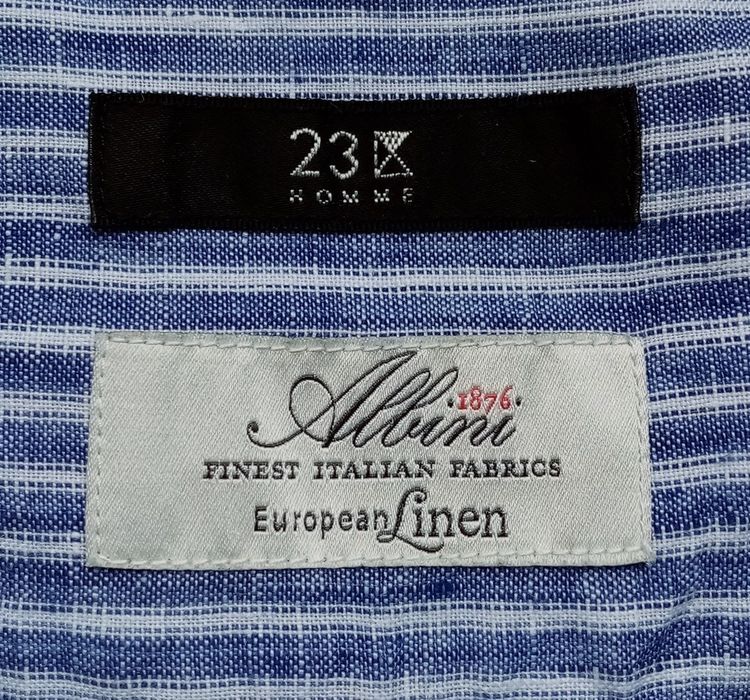 23区
HOMME
Albini
1876
FINEST ITALIAN FABRICS
European Linen